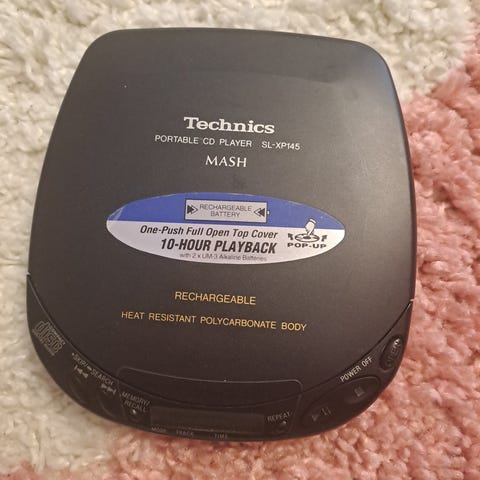 Technics
PORTABLE CD PLAYER SL-XP145
MASH
RECHARGEABLE
BATTERY
One-Push Full Open Top Cover
10-HOUR PLAYBACK
with 2 x UM-3 Alkaline Batteries
POP-UP
RECHARGEABLE
HEAT RESISTANT POLYCARBONATE BODY
SKIP/SEARCH
MEMORY/
RECALL
MODE TRACK TIME
REPEAT
POWER OFF